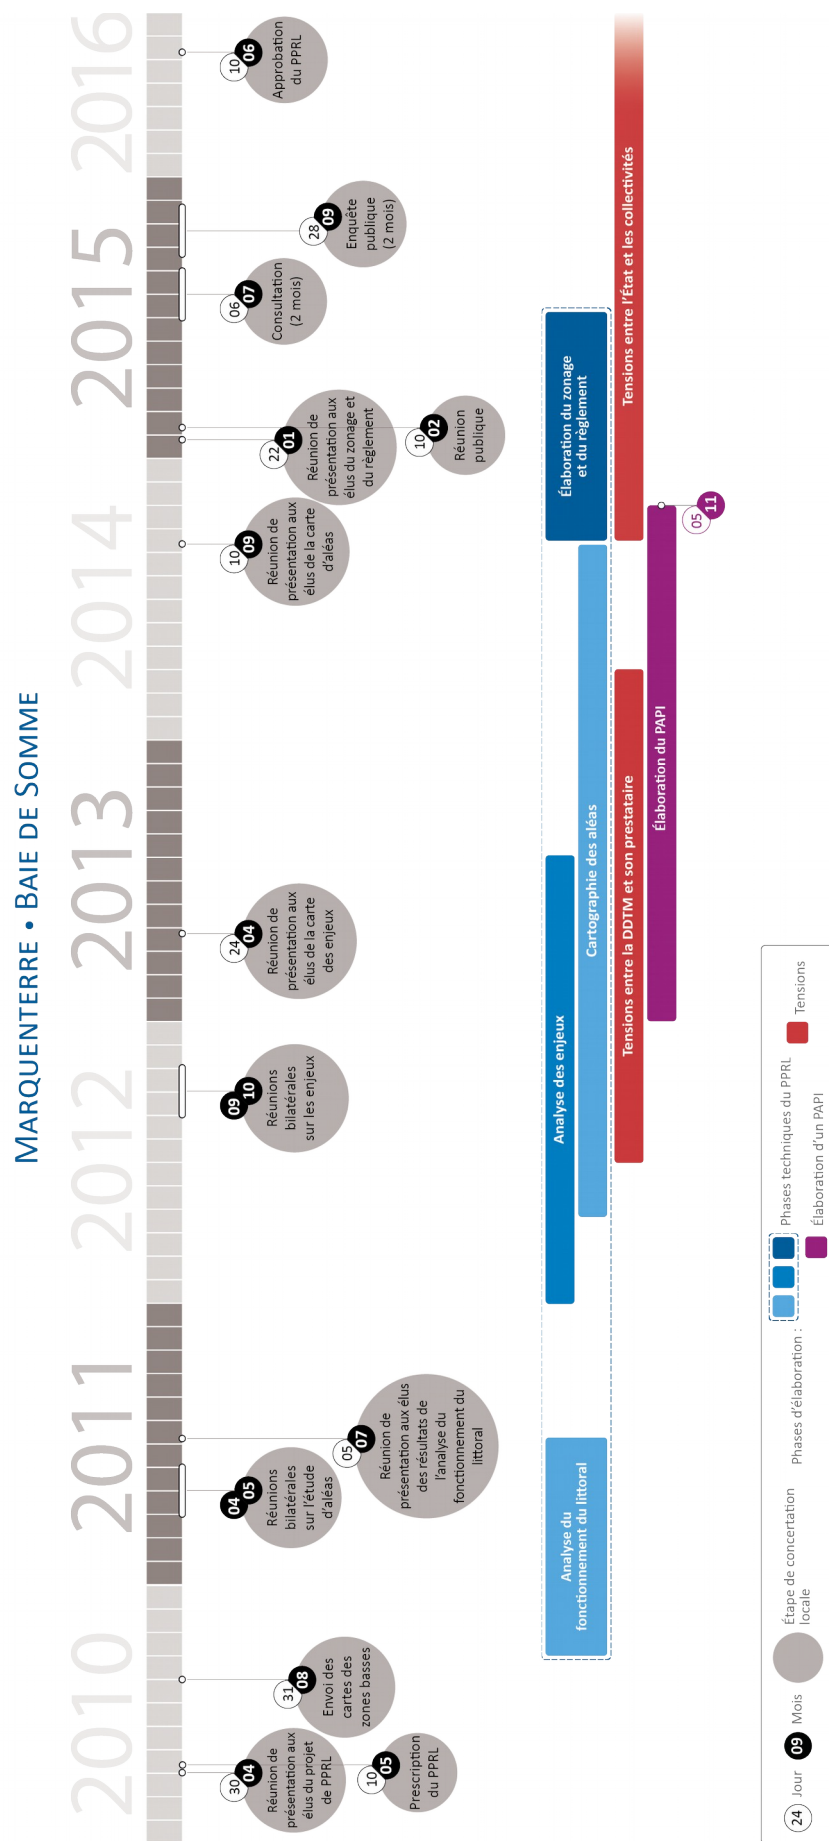 MARQUENTERRE • BAIE DE SOMME
2010
2011
2012
2013
2014
2015
2016
30
04
Réunion de
présentation aux
élus du projet
de PPRL
10
05
Prescription
du PPRL
31
08
Envoi des
cartes des
zones basses
04
05
Réunions
bilatérales
sur l'étude
d'aléas
05
07
Réunion de
présentation aux élus
des résultats de
l'analyse du
fonctionnement du
littoral
09
10
Réunions
bilatérales
sur les enjeux
24
04
Réunion de
présentation aux
élus de la carte
des enjeux
10
09
Réunion de
présentation aux
élus de la carte
d'aléas
22
01
Réunion de
présentation aux
élus du zonage et
du règlement
10
02
Réunion
publique
06
07
Consultation
(2 mois)
28
09
Enquête
publique
(2 mois)
10
06
Approbation
du PPRL
Analyse du
fonctionnement du littoral
Analyse des enjeux
Cartographie des aléas
Élaboration du zonage
et du règlement
Tensions entre la DDTM et son prestataire
Tensions entre l'État et les collectivités
Élaboration du PAPI
05
11
24 Jour 09 Mois
Étape de concertation
locale
Phases d'élaboration :
Phases techniques du PPRL
Tensions
Élaboration d'un PAPI